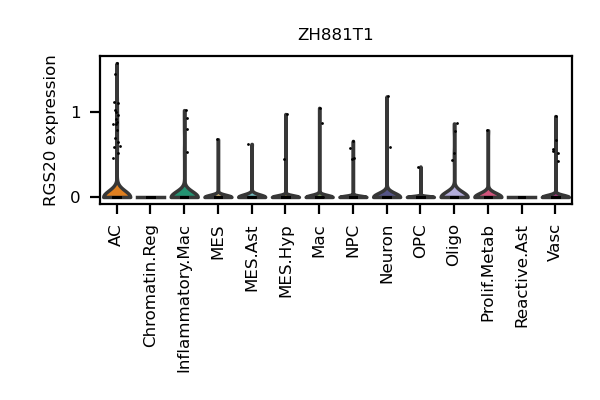 ZH881T1
RGS20 expression
1
0
AC
Chromatin.Reg
Inflammatory.Mac
MES
MES.Ast
MES.Hyp
Mac
NPC
Neuron
OPC
Oligo
Prolif.Metab
Reactive.Ast
Vasc